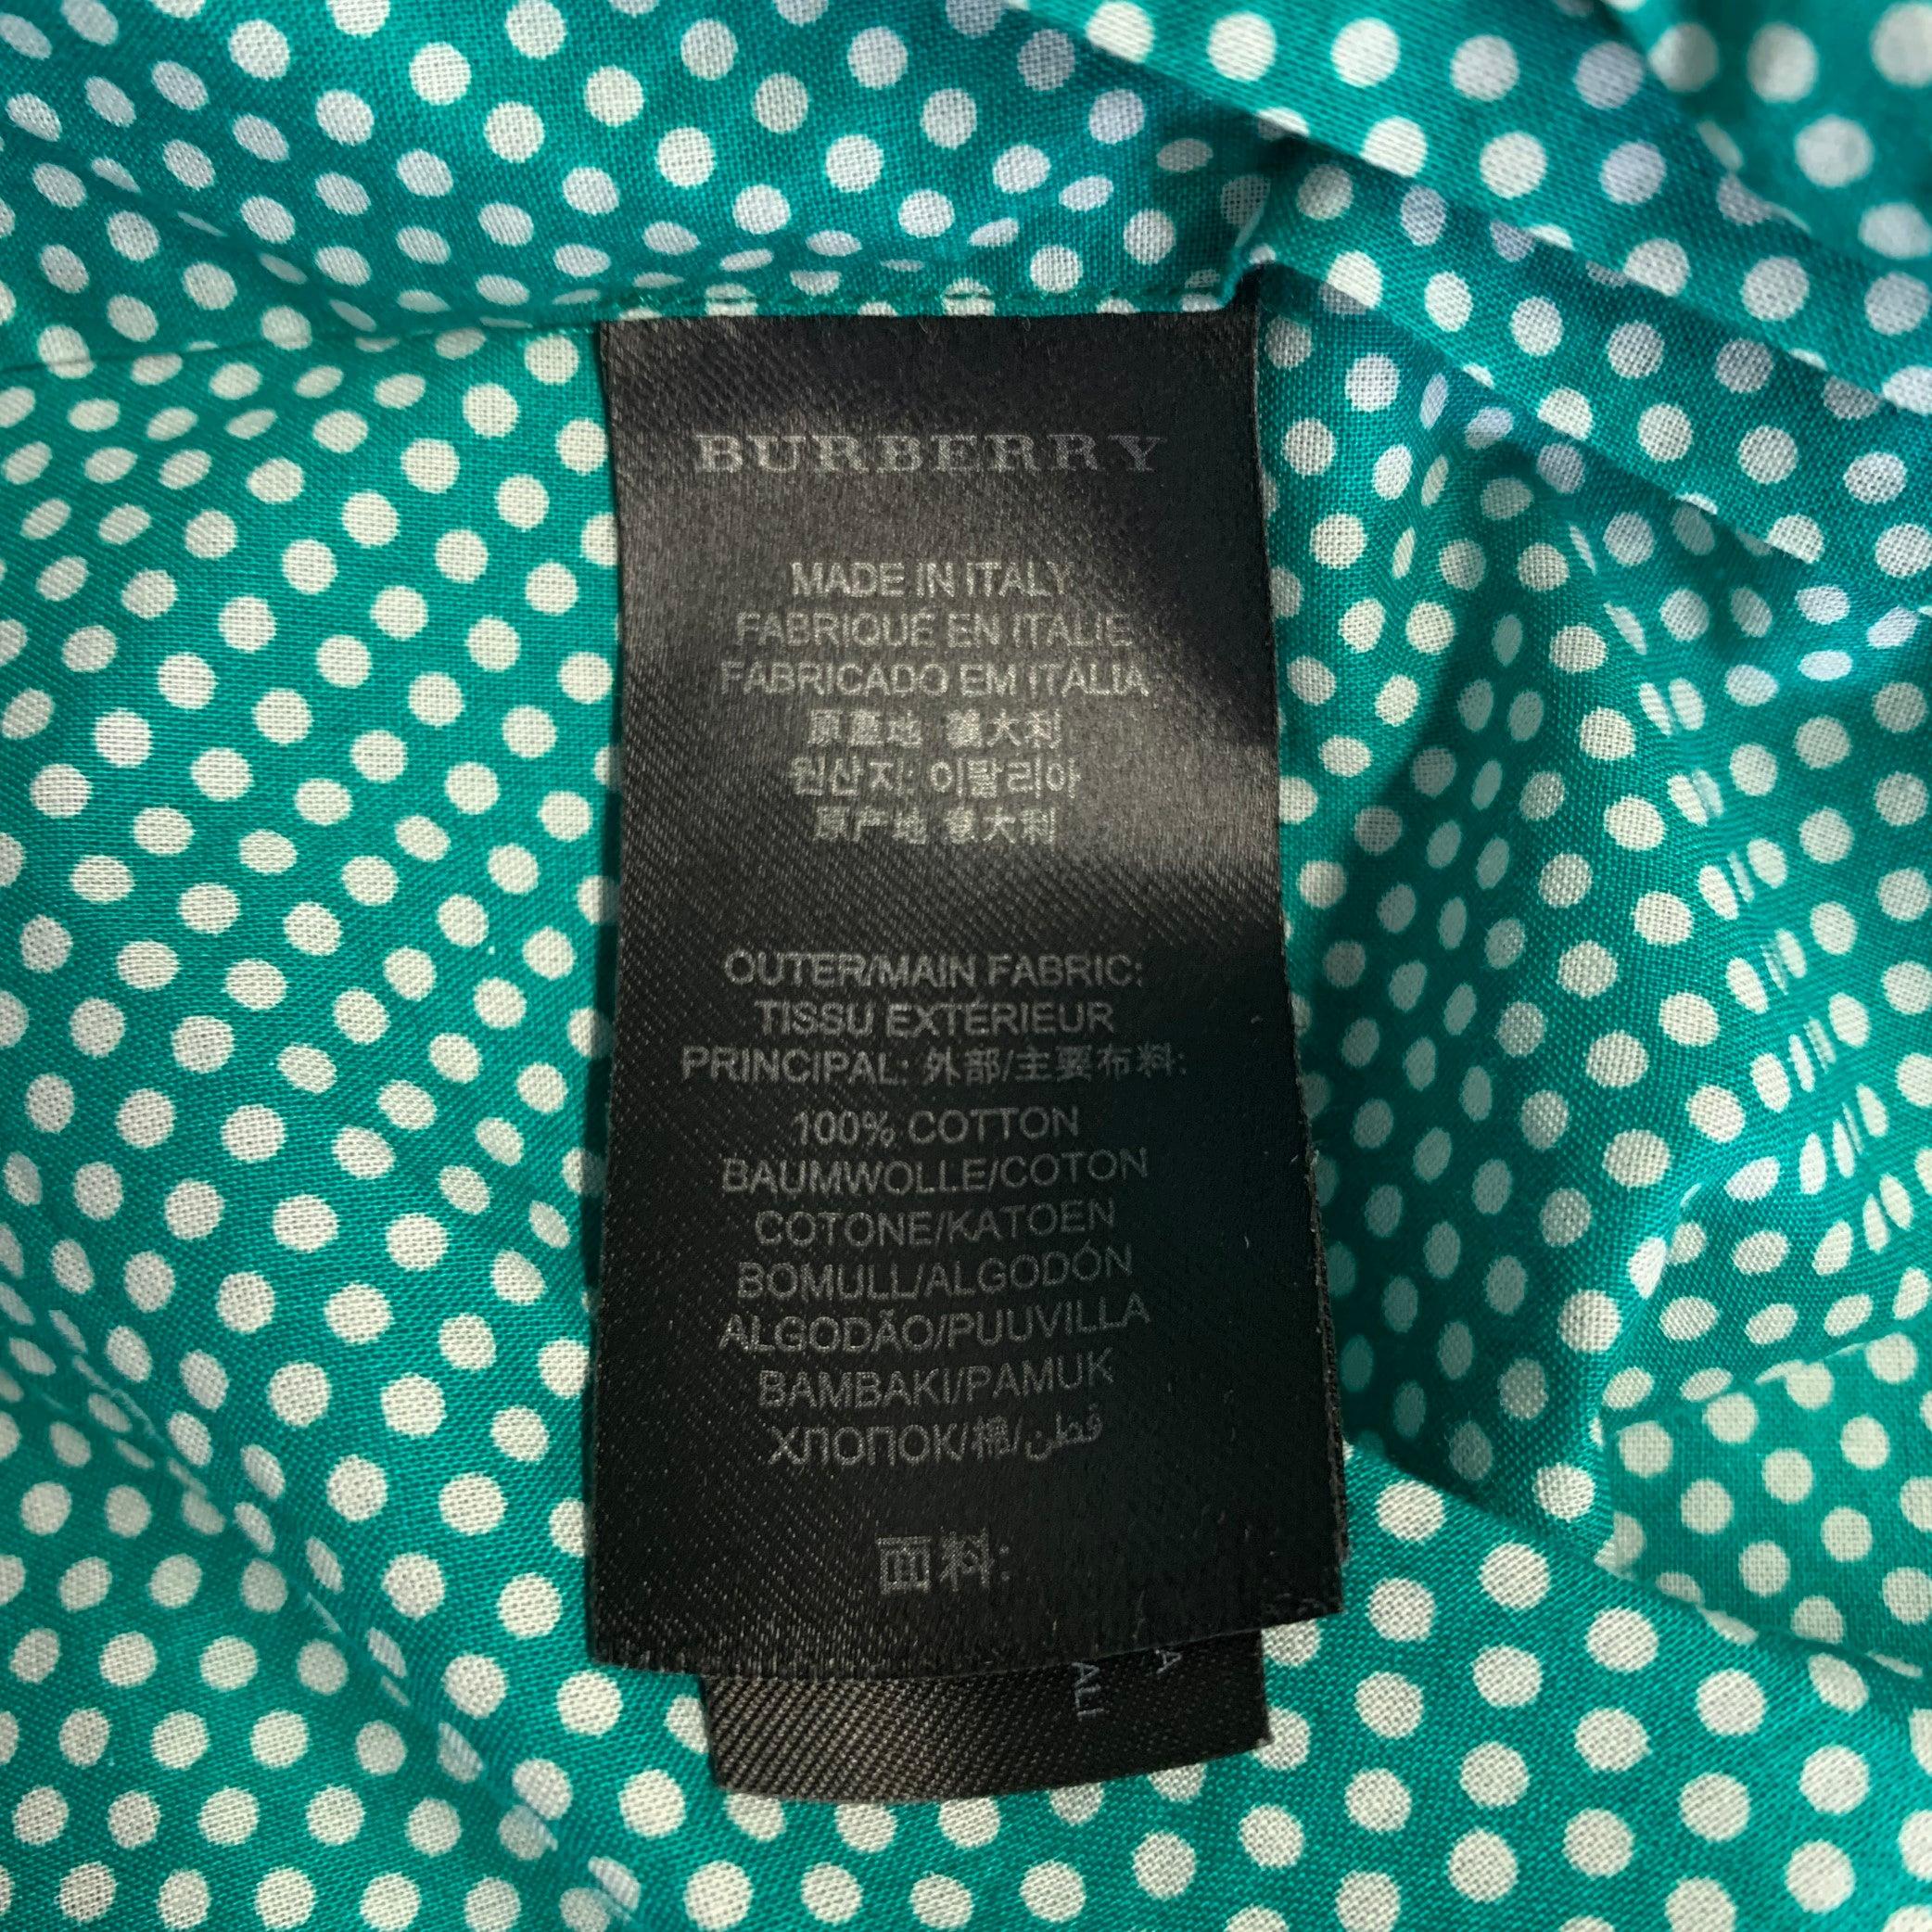 BURBERRY
MADE IN ITALY
FABRIQUÉ EN ITALIE
FABRICADO EM ITÁLIA
原產地 義大利
원산지: 이탈리아
原产地 意大利
OUTER/MAIN FABRIC:
TISSU EXTÉRIEUR
PRINCIPAL: 外部/主要布料:
100% COTTON
BAUMWOLLE/COTON
COTONE/KATOEN
BOMULL/ALGODÓN
ALGODÃO/PUUVILLA
BAMBAKI/PAMUK
ХЛОПОК/棉/قطن
面料:
ALI